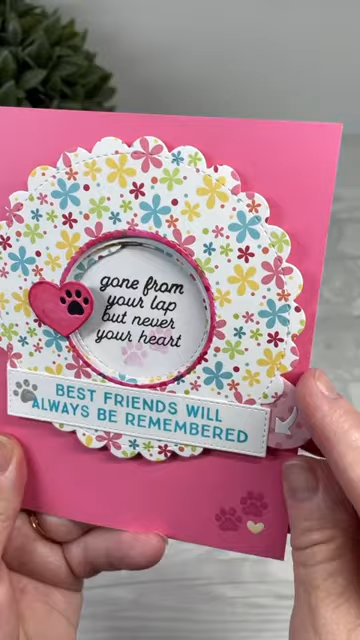 gone from
your lap
but never
your heart
BEST FRIENDS WILL
ALWAYS BE REMEMBERED